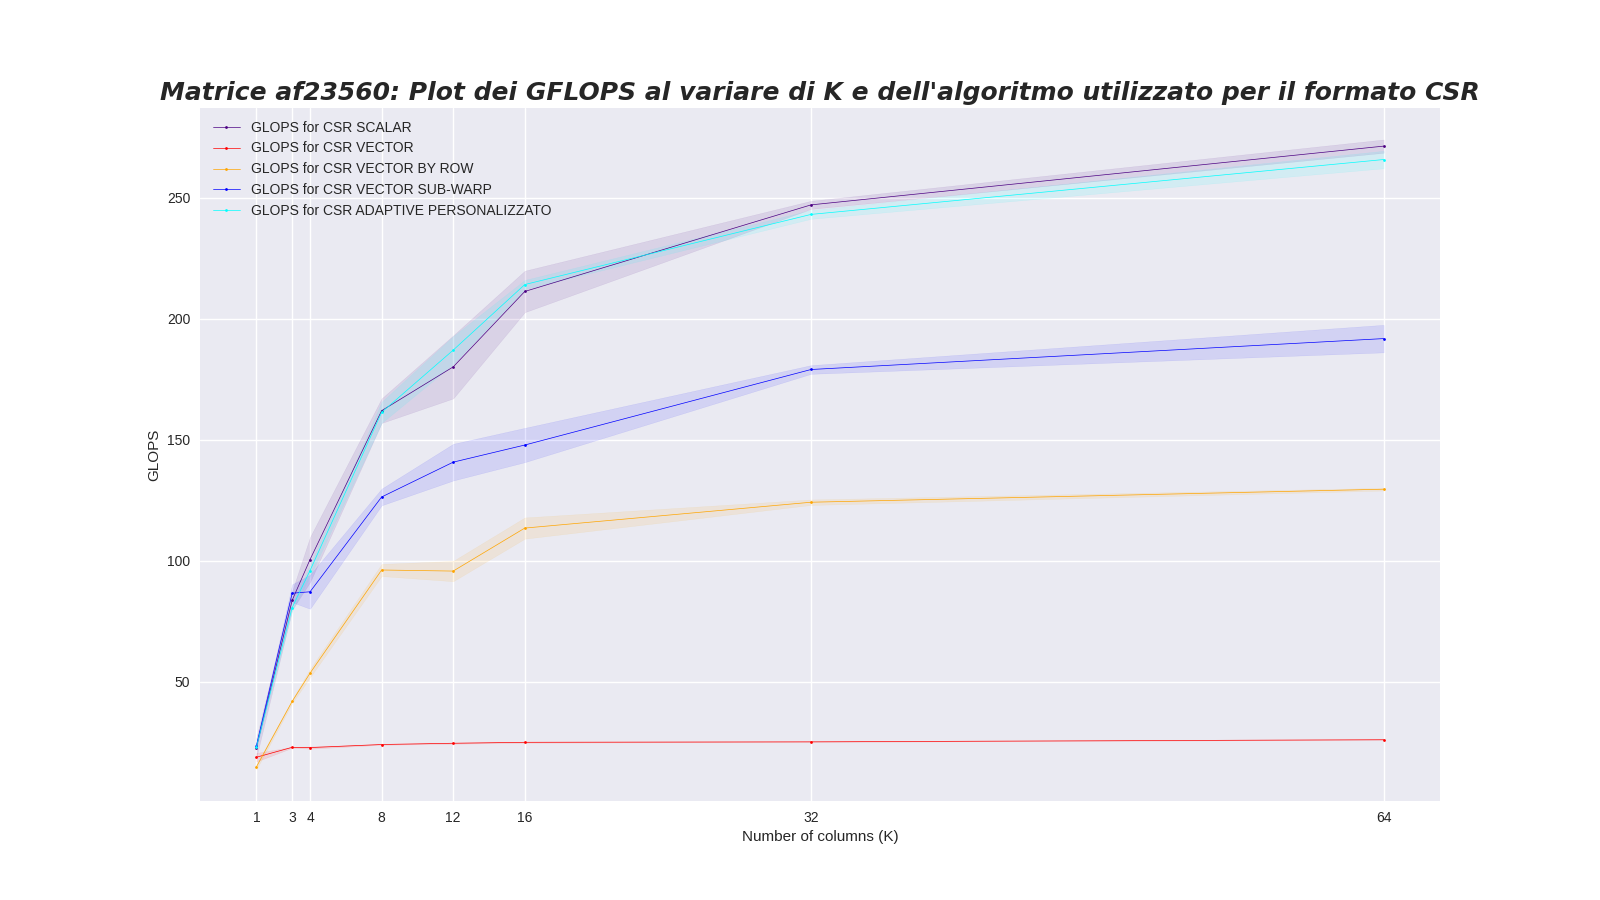 Matrice af23560: Plot dei GFLOPS al variare di K e dell'algoritmo utilizzato per il formato CSR
GLOPS for CSR SCALAR
GLOPS for CSR VECTOR
GLOPS for CSR VECTOR BY ROW
GLOPS for CSR VECTOR SUB-WARP
GLOPS for CSR ADAPTIVE PERSONALIZZATO
250
200
150
100
50
GLOPS
1 3 4 8 12 16 32 64
Number of columns (K)